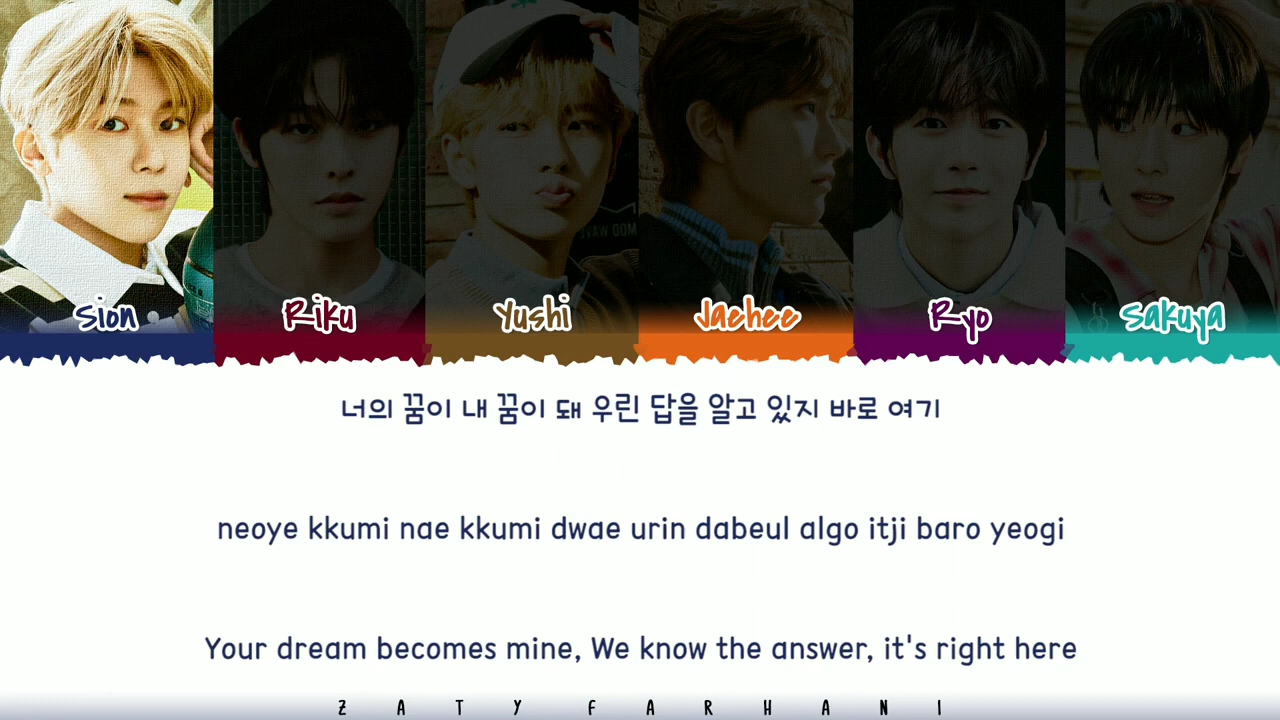 Sion Riku Yushi Jaehee Ryo Sakuya
너의 꿈이 내 꿈이 돼 우린 답을 알고 있지 바로 여기
neoye kkumi nae kkumi dwae urin dabeul algo itji baro yeogi
Your dream becomes mine, We know the answer, it's right here
ZATY FARHANI